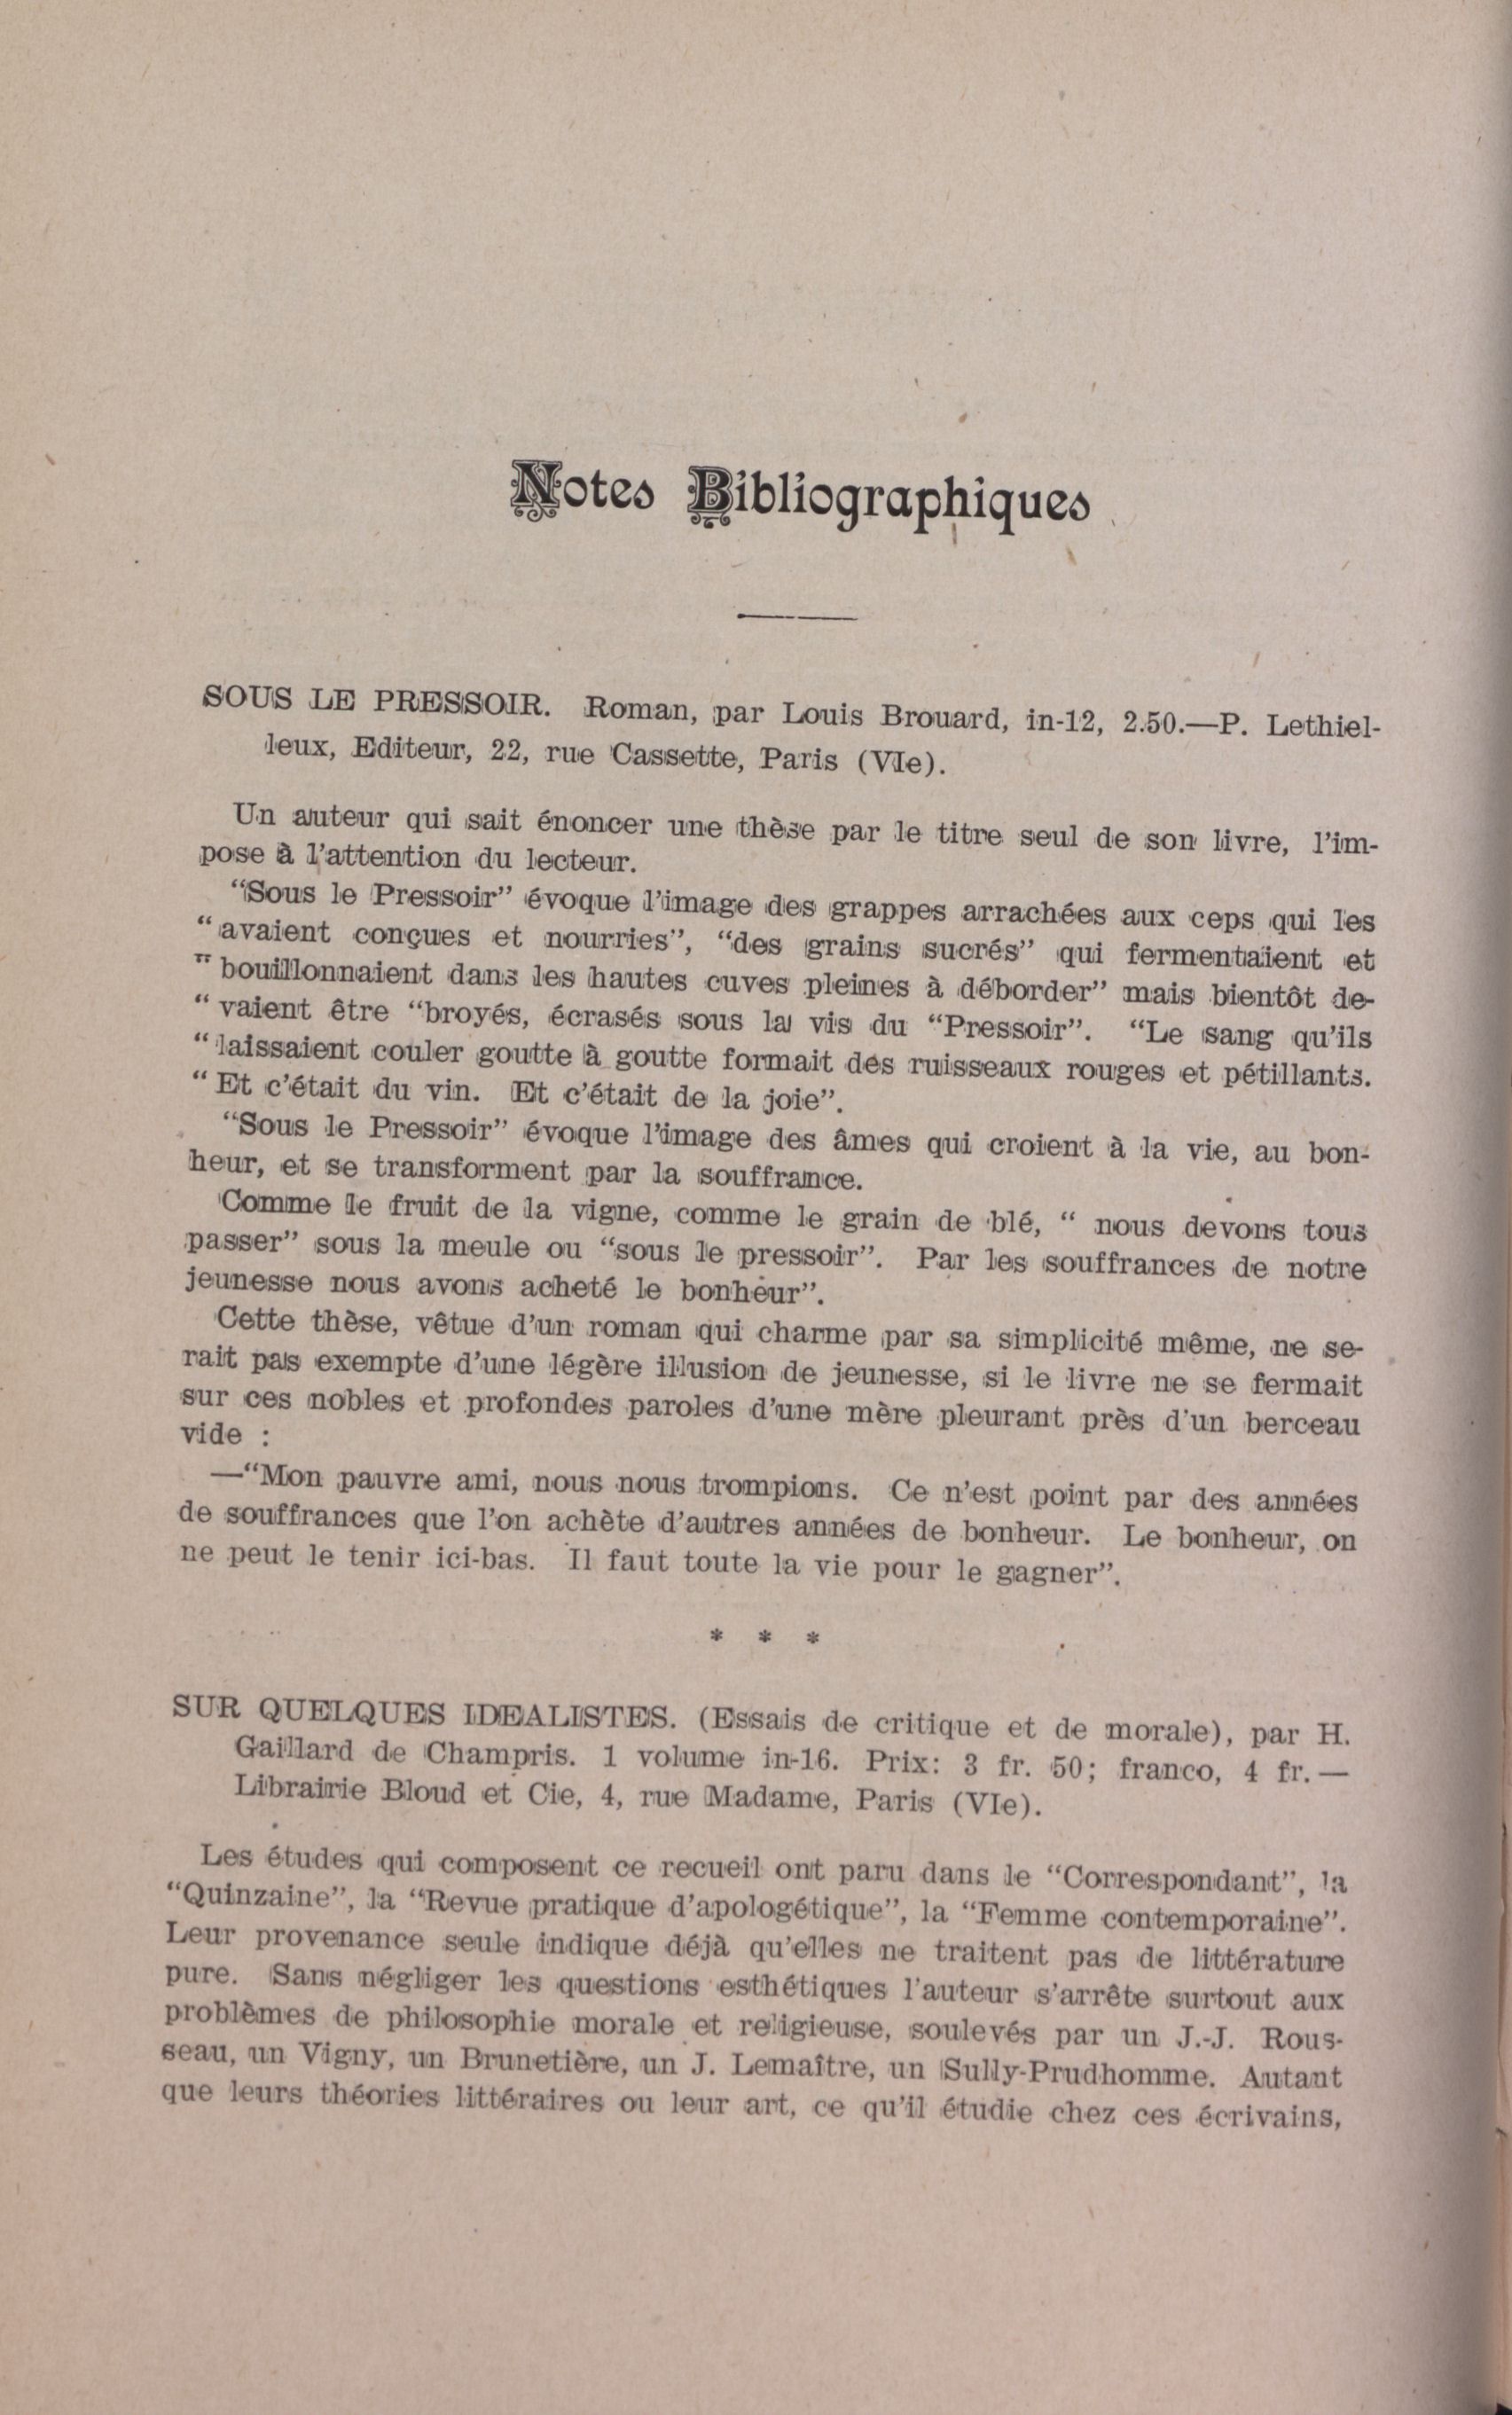 Notes Bibliographiques
SOUS LE PRESSOIR. Roman, par Louis Brouard, in-12, 2.50.—P. Lethiel-
leux, Editeur, 22, rue Cassette, Paris (VIe).
Un auteur qui sait énoncer une thèse par le titre seul de son livre, l'im-
pose à l'attention du lecteur.
“Sous le Pressoir” évoque l'image des grappes arrachées aux ceps qui les
“ avaient conçues et nourries”, “des grains sucrés” qui fermentaient et
" bouillonnaient dans les hautes cuves pleines à déborder” mais bientôt de-
“ vaient être “broyés, écrasés sous la vis du “Pressoir”. “Le sang qu'ils
“ laissaient couler goutte à goutte formait des ruisseaux rouges et pétillants.
“ Et c'était du vin. Et c'était de la joie”.
“Sous le Pressoir” évoque l'image des âmes qui croient à la vie, au bon-
heur, et se transforment par la souffrance.
Comme le fruit de la vigne, comme le grain de blé, “ nous devons tous
passer” sous la meule ou “sous le pressoir”. Par les souffrances de notre
jeunesse nous avons acheté le bonheur”.
Cette thèse, vêtue d'un roman qui charme par sa simplicité même, ne se-
rait pas exempte d'une légère illusion de jeunesse, si le livre ne se fermait
sur ces nobles et profondes paroles d'une mère pleurant près d'un berceau
vide :
—“Mon pauvre ami, nous nous trompions. Ce n'est point par des années
de souffrances que l'on achète d'autres années de bonheur. Le bonheur, on
ne peut le tenir ici-bas. Il faut toute la vie pour le gagner”.
* * *
SUR QUELQUES IDEALISTES. (Essais de critique et de morale), par H.
Gaillard de Champris. 1 volume in-16. Prix: 3 fr. 50; franco, 4 fr. —
Librairie Bloud et Cie, 4, rue Madame, Paris (VIe).
Les études qui composent ce recueil ont paru dans le “Correspondant”, la
“Quinzaine”, la “Revue pratique d'apologétique”, la “Femme contemporaine”.
Leur provenance seule indique déjà qu'elles ne traitent pas de littérature
pure. Sans négliger les questions esthétiques l'auteur s'arrête surtout aux
problèmes de philosophie morale et religieuse, soulevés par un J.-J. Rous-
seau, un Vigny, un Brunetière, un J. Lemaître, un Sully-Prudhomme. Autant
que leurs théories littéraires ou leur art, ce qu'il étudie chez ces écrivains,